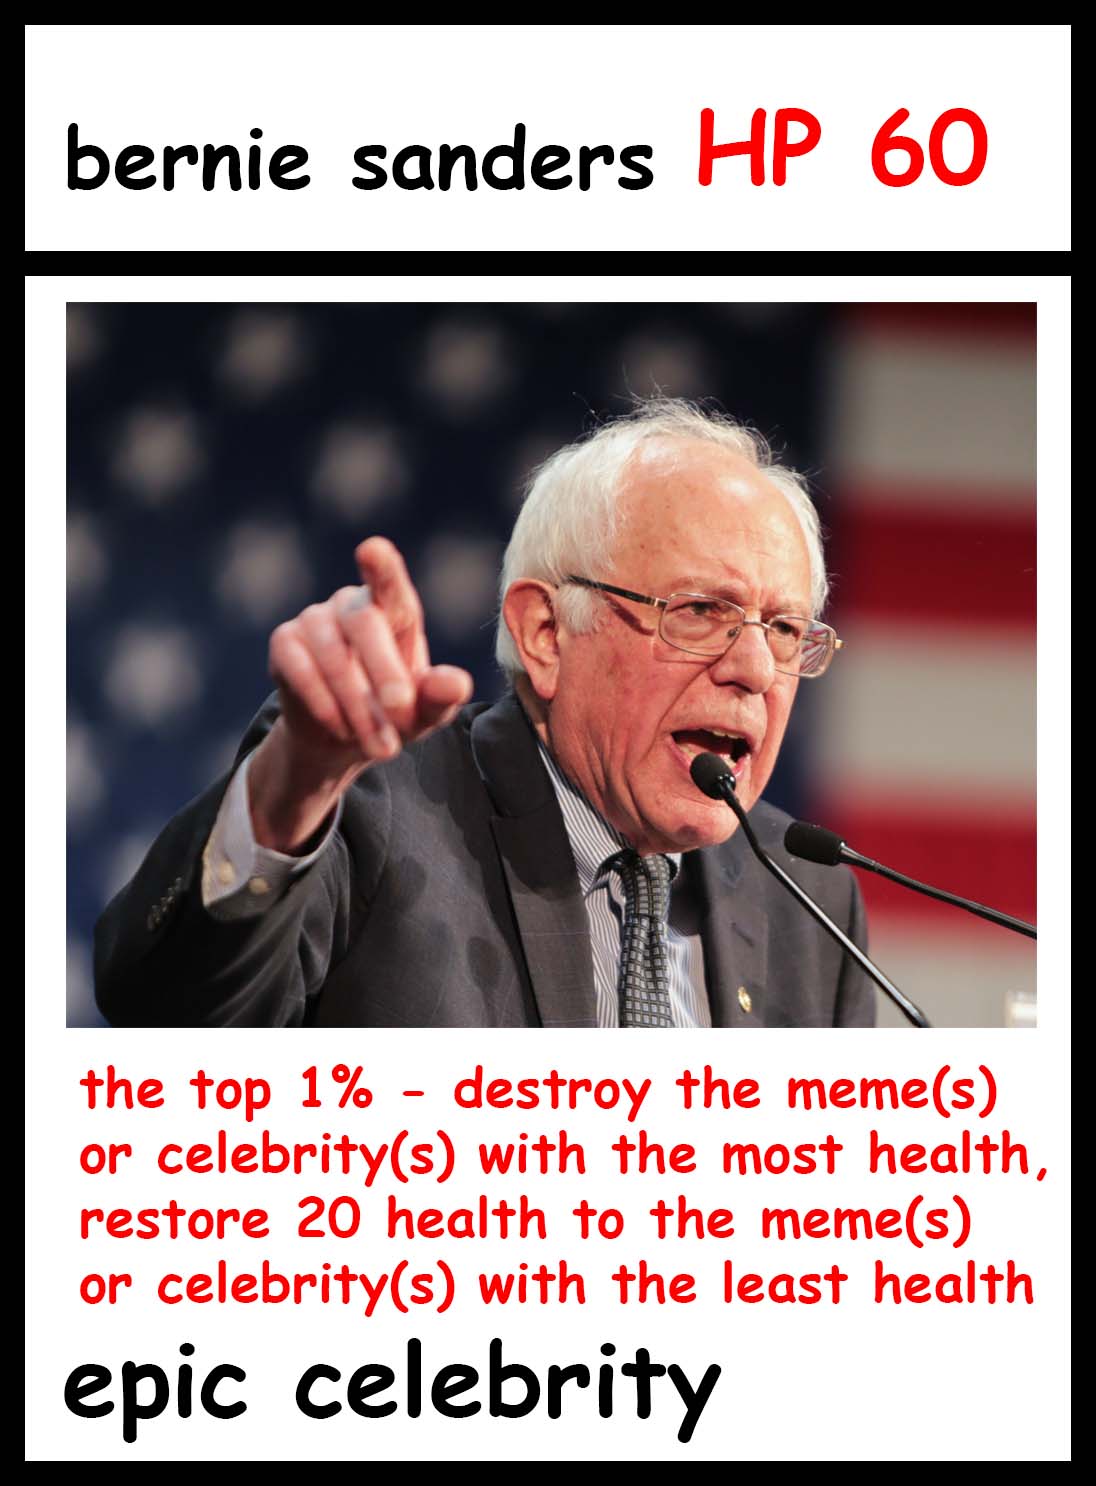 bernie sanders HP 60
the top 1% - destroy the meme(s)
or celebrity(s) with the most health,
restore 20 health to the meme(s)
or celebrity(s) with the least health
epic celebrity